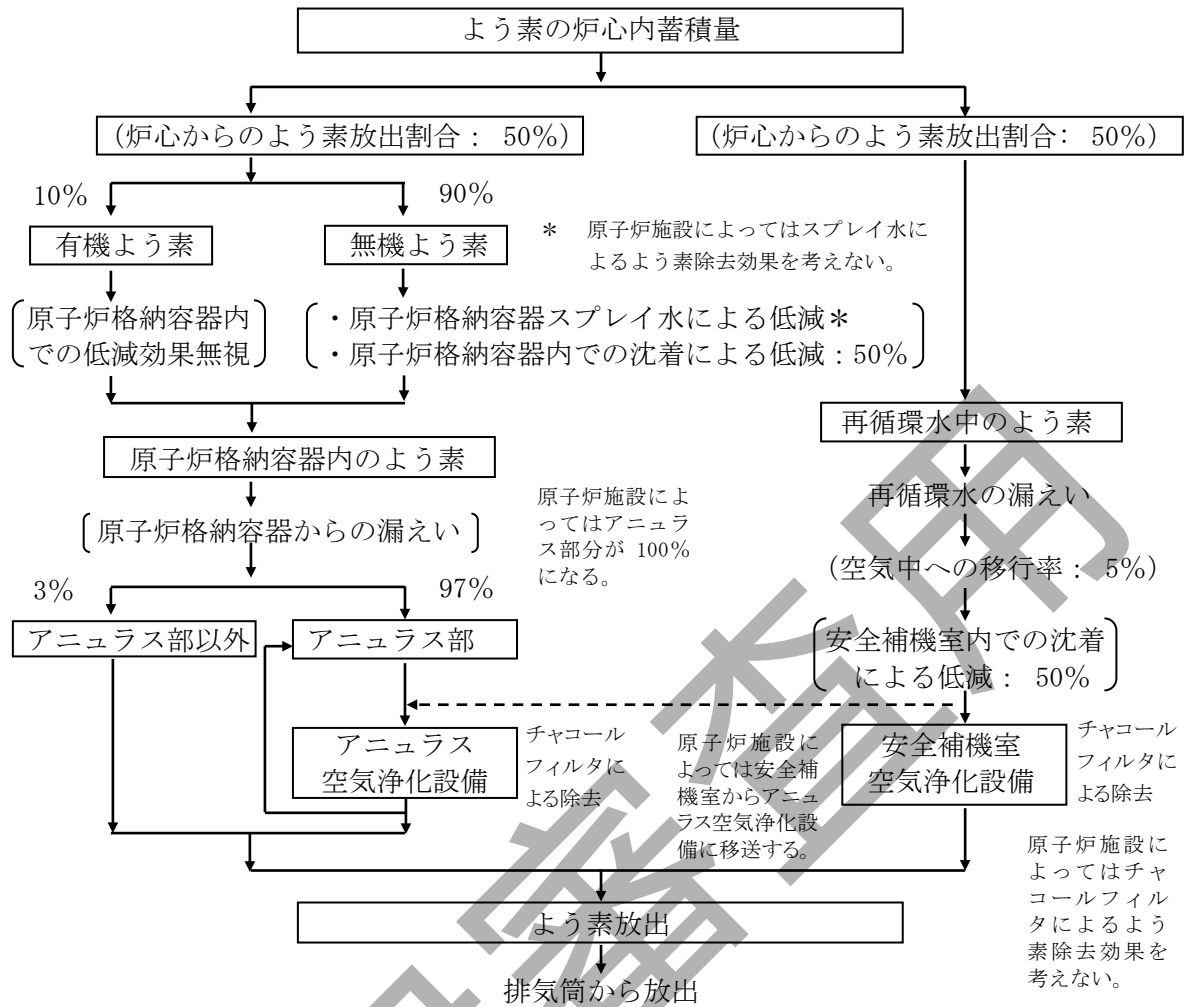 よう素の炉心内蓄積量
(炉心からのよう素放出割合： 50%)
(炉心からのよう素放出割合： 50%)
10%
90%
有機よう素
無機よう素
＊ 原子炉施設によってはスプレイ水に
よるよう素除去効果を考えない。
原子炉格納容器内
での低減効果無視
・原子炉格納容器スプレイ水による低減＊
・原子炉格納容器内での沈着による低減：50%
原子炉格納容器内のよう素
再循環水中のよう素
原子炉格納容器からの漏えい
原子炉施設によ
ってはアニュラ
ス部分が 100%
になる。
再循環水の漏えい
(空気中への移行率： 5%)
3%
97%
アニュラス部以外
アニュラス部
安全補機室内での沈着
による低減： 50%
アニュラス
空気浄化設備
チャコール
フィルタに
よる除去
原子炉施設に
よっては安全補
機室からアニュ
ラス空気浄化設
備に移送する。
安全補機室
空気浄化設備
チャコール
フィルタに
よる除去
原子炉施設に
よってはチャ
コールフィル
タによるよう
素除去効果を
考えない。
よう素放出
排気筒から放出
審査用